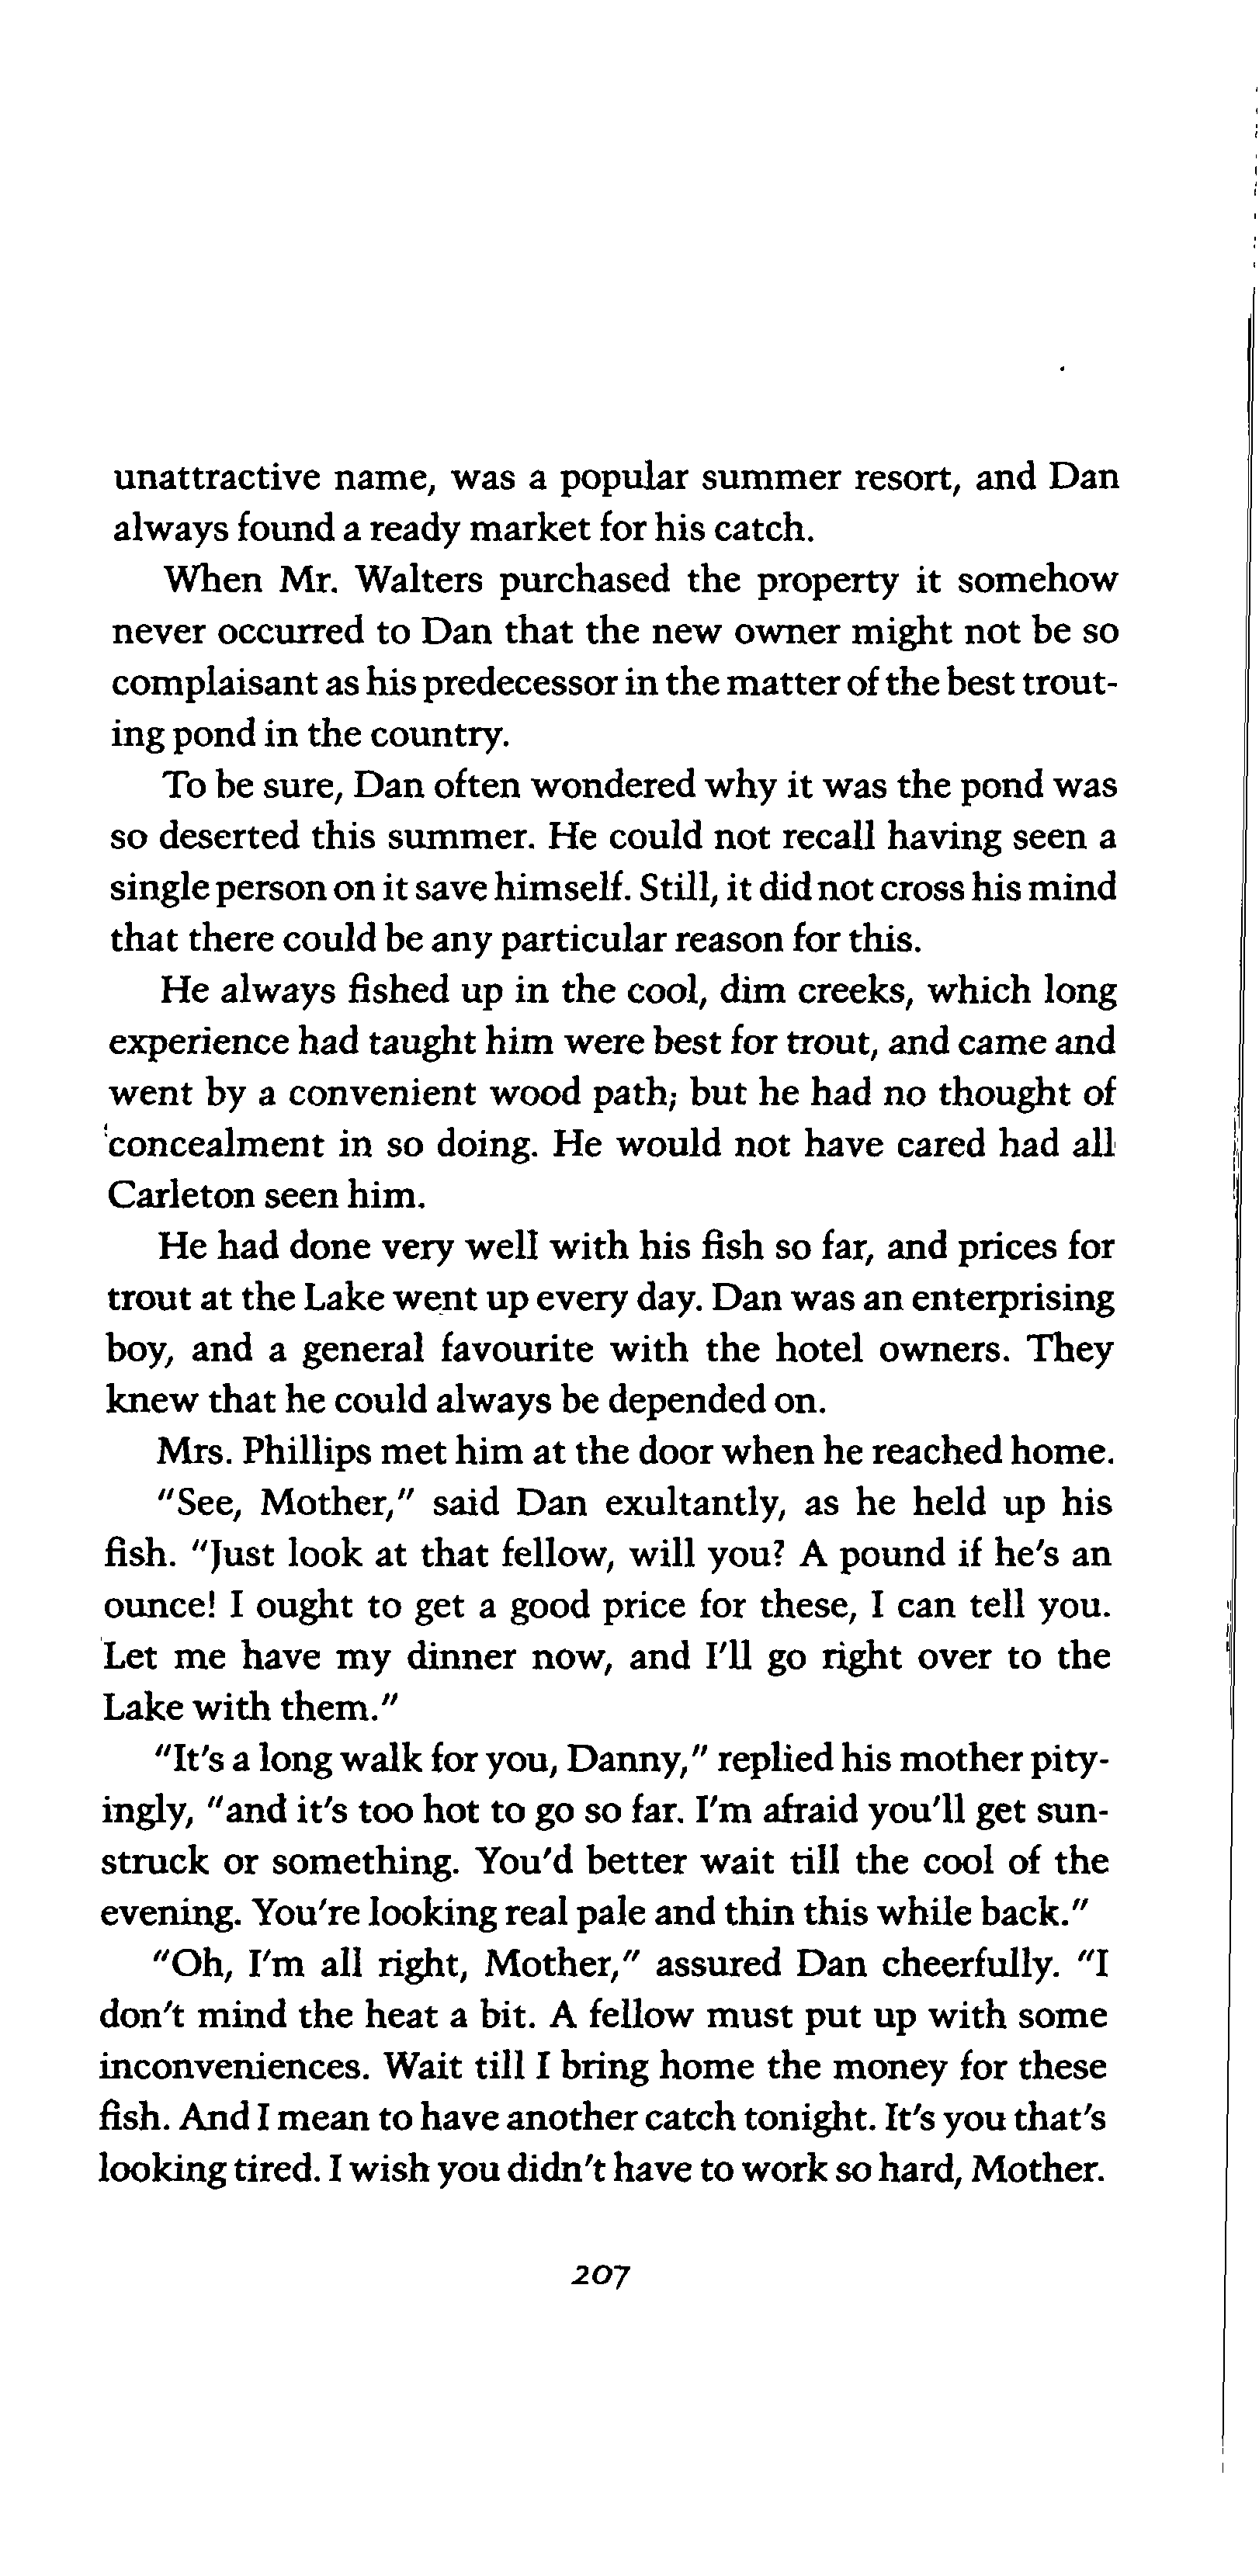 unattractive name, was a popular summer resort, and Dan
always found a ready market for his catch.
When Mr. Walters purchased the property it somehow
never occurred to Dan that the new owner might not be so
complaisant as his predecessor in the matter of the best trout-
ing pond in the country.
To be sure, Dan often wondered why it was the pond was
so deserted this summer. He could not recall having seen a
single person on it save himself. Still, it did not cross his mind
that there could be any particular reason for this.
He always fished up in the cool, dim creeks, which long
experience had taught him were best for trout, and came and
went by a convenient wood path; but he had no thought of
concealment in so doing. He would not have cared had all
Carleton seen him.
He had done very well with his fish so far, and prices for
trout at the Lake went up every day. Dan was an enterprising
boy, and a general favourite with the hotel owners. They
knew that he could always be depended on.
Mrs. Phillips met him at the door when he reached home.
"See, Mother," said Dan exultantly, as he held up his
fish. "Just look at that fellow, will you? A pound if he's an
ounce! I ought to get a good price for these, I can tell you.
Let me have my dinner now, and I'll go right over to the
Lake with them."
"It's a long walk for you, Danny," replied his mother pity-
ingly, "and it's too hot to go so far. I'm afraid you'll get sun-
struck or something. You'd better wait till the cool of the
evening. You're looking real pale and thin this while back."
"Oh, I'm all right, Mother," assured Dan cheerfully. "I
don't mind the heat a bit. A fellow must put up with some
inconveniences. Wait till I bring home the money for these
fish. And I mean to have another catch tonight. It's you that's
looking tired. I wish you didn't have to work so hard, Mother.
207